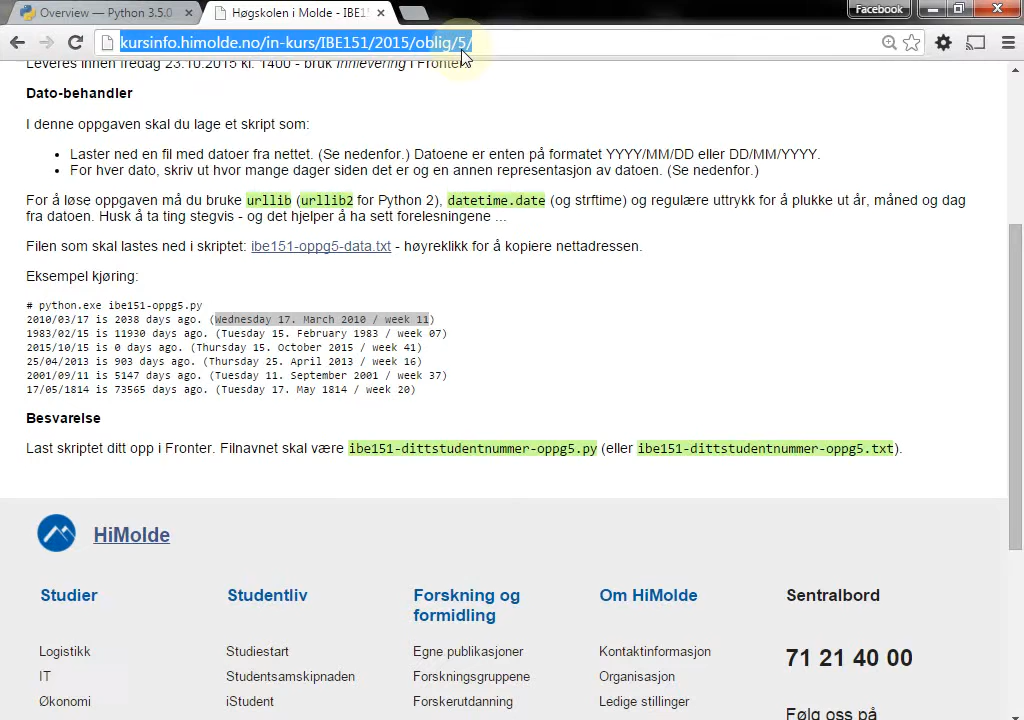 Overview — Python 3.5.0
Høgskolen i Molde - IBE1
Facebook
kursinfo.himolde.no/in-kurs/IBE151/2015/oblig/5/
Leveres innen fredag 23.10.2015 kl. 1400 - bruk Innlevering i Fronter.
Dato-behandler
I denne oppgaven skal du lage et skript som:
• Laster ned en fil med datoer fra nettet. (Se nedenfor.) Datoene er enten på formatet YYYY/MM/DD eller DD/MM/YYYY.
• For hver dato, skriv ut hvor mange dager siden det er og en annen representasjon av datoen. (Se nedenfor.)
For å løse oppgaven må du bruke urllib (urllib2 for Python 2), datetime.date (og strftime) og regulære uttrykk for å plukke ut år, måned og dag
fra datoen. Husk å ta ting stegvis - og det hjelper å ha sett forelesningene ...
Filen som skal lastes ned i skriptet: ibe151-oppg5-data.txt - høyreklikk for å kopiere nettadressen.
Eksempel kjøring:
# python.exe ibe151-oppg5.py
2010/03/17 is 2038 days ago. (Wednesday 17. March 2010 / week 11)
1983/02/15 is 11930 days ago. (Tuesday 15. February 1983 / week 07)
2015/10/15 is 0 days ago. (Thursday 15. October 2015 / week 41)
25/04/2013 is 903 days ago. (Thursday 25. April 2013 / week 16)
2001/09/11 is 5147 days ago. (Tuesday 11. September 2001 / week 37)
17/05/1814 is 73565 days ago. (Tuesday 17. May 1814 / week 20)
Besvarelse
Last skriptet ditt opp i Fronter. Filnavnet skal være ibe151-dittstudentnummer-oppg5.py (eller ibe151-dittstudentnummer-oppg5.txt).
HiMolde
Studier
Logistikk
IT
Økonomi
Studentliv
Studiestart
Studentsamskipnaden
iStudent
Forskning og
formidling
Egne publikasjoner
Forskningsgruppene
Forskerutdanning
Om HiMolde
Kontaktinformasjon
Organisasjon
Ledige stillinger
Sentralbord
71 21 40 00
Følg oss på